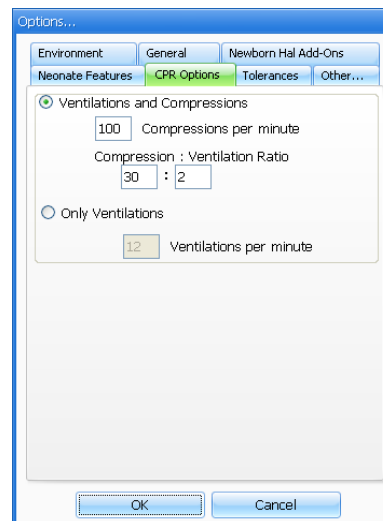 Options...
Environment General Newborn Hal Add-Ons
Neonate Features CPR Options Tolerances Other...
Ventilations and Compressions
100 Compressions per minute
Compression : Ventilation Ratio
30 : 2
Only Ventilations
12 Ventilations per minute
OK Cancel